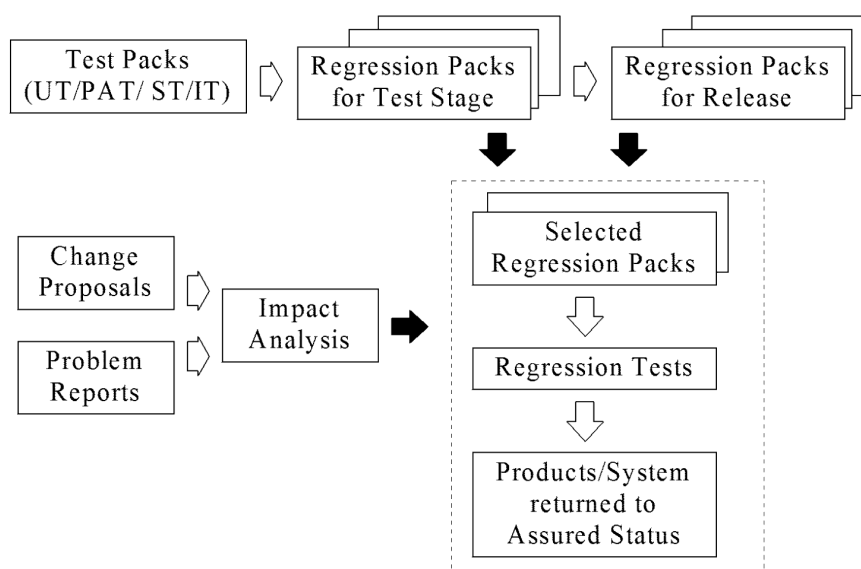 Test Packs
(UT/PAT/ ST/IT)
Regression Packs
for Test Stage
Regression Packs
for Release
Selected
Regression Packs
Change
Proposals
Impact
Analysis
Problem
Reports
Regression Tests
Products/System
returned to
Assured Status